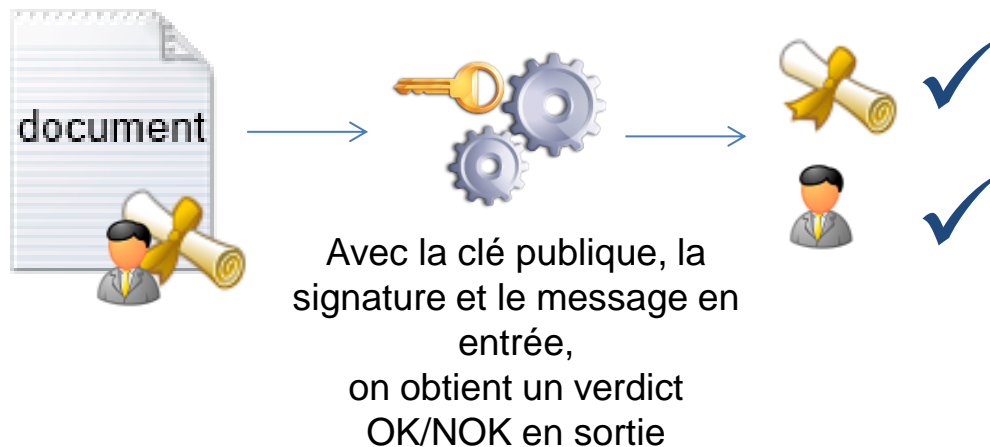 document
Avec la clé publique, la
signature et le message en
entrée,
on obtient un verdict
OK/NOK en sortie